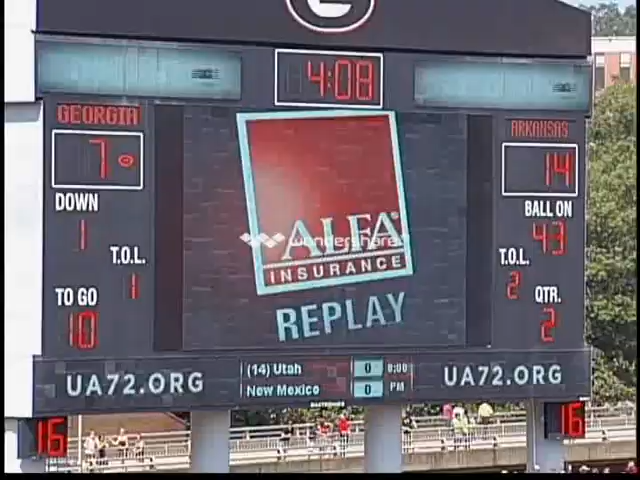 4:08
GEORGIA
ARKANSAS
7
14
DOWN
BALL ON
1
43
T.O.L.
T.O.L.
1
2
TO GO
QTR.
10
2
ALFA®
wondershare
INSURANCE
REPLAY
UA72.ORG
(14) Utah 0 8:00
New Mexico 0 PM
UA72.ORG
16
16